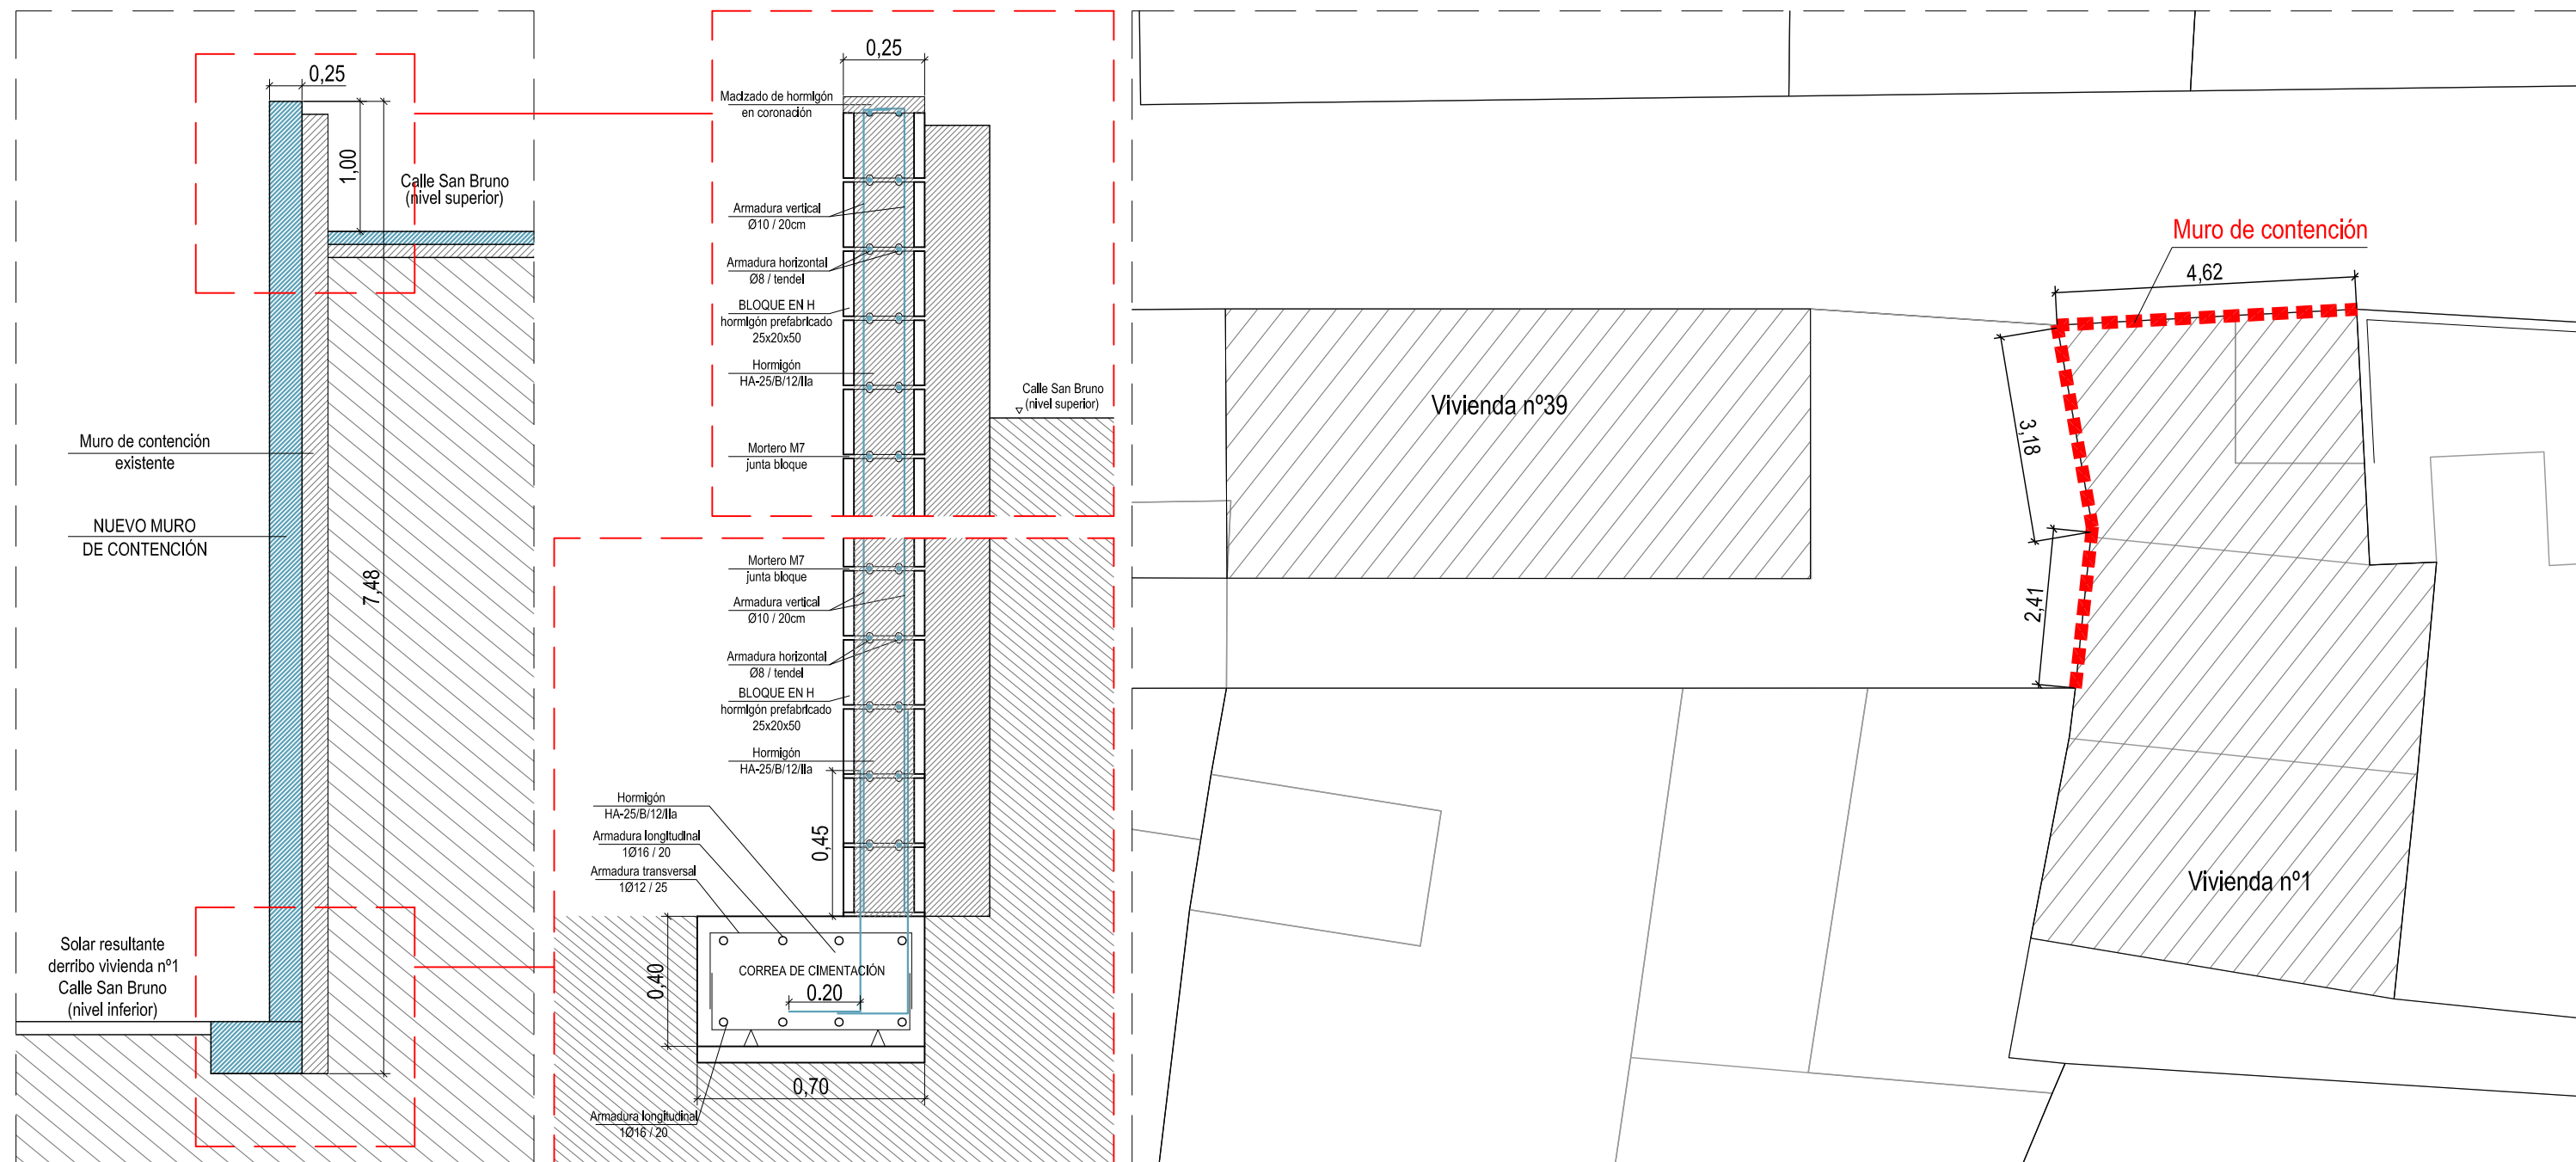 0,25
1,00
Calle San Bruno
(nivel superior)
Muro de contención
existente
NUEVO MURO
DE CONTENCIÓN
7,48
Solar resultante
derribo vivienda nº1
Calle San Bruno
(nivel inferior)
0,25
Macizado de hormigón
en coronación
Armadura vertical
Ø10 / 20cm
Armadura horizontal
Ø8 / tendel
BLOQUE EN H
hormigón prefabricado
25x20x50
Hormigón
HA-25/B/12/IIa
Calle San Bruno
(nivel superior)
Mortero M7
junta bloque
Mortero M7
junta bloque
Armadura vertical
Ø10 / 20cm
Armadura horizontal
Ø8 / tendel
BLOQUE EN H
hormigón prefabricado
25x20x50
Hormigón
HA-25/B/12/IIa
Hormigón
HA-25/B/12/IIa
Armadura longitudinal
1Ø16 / 20
Armadura transversal
1Ø12 / 25
0,45
0,40
CORREA DE CIMENTACIÓN
0.20
0,70
Armadura longitudinal
1Ø16 / 20
Muro de contención
4,62
3,18
2,41
Vivienda nº39
Vivienda nº1